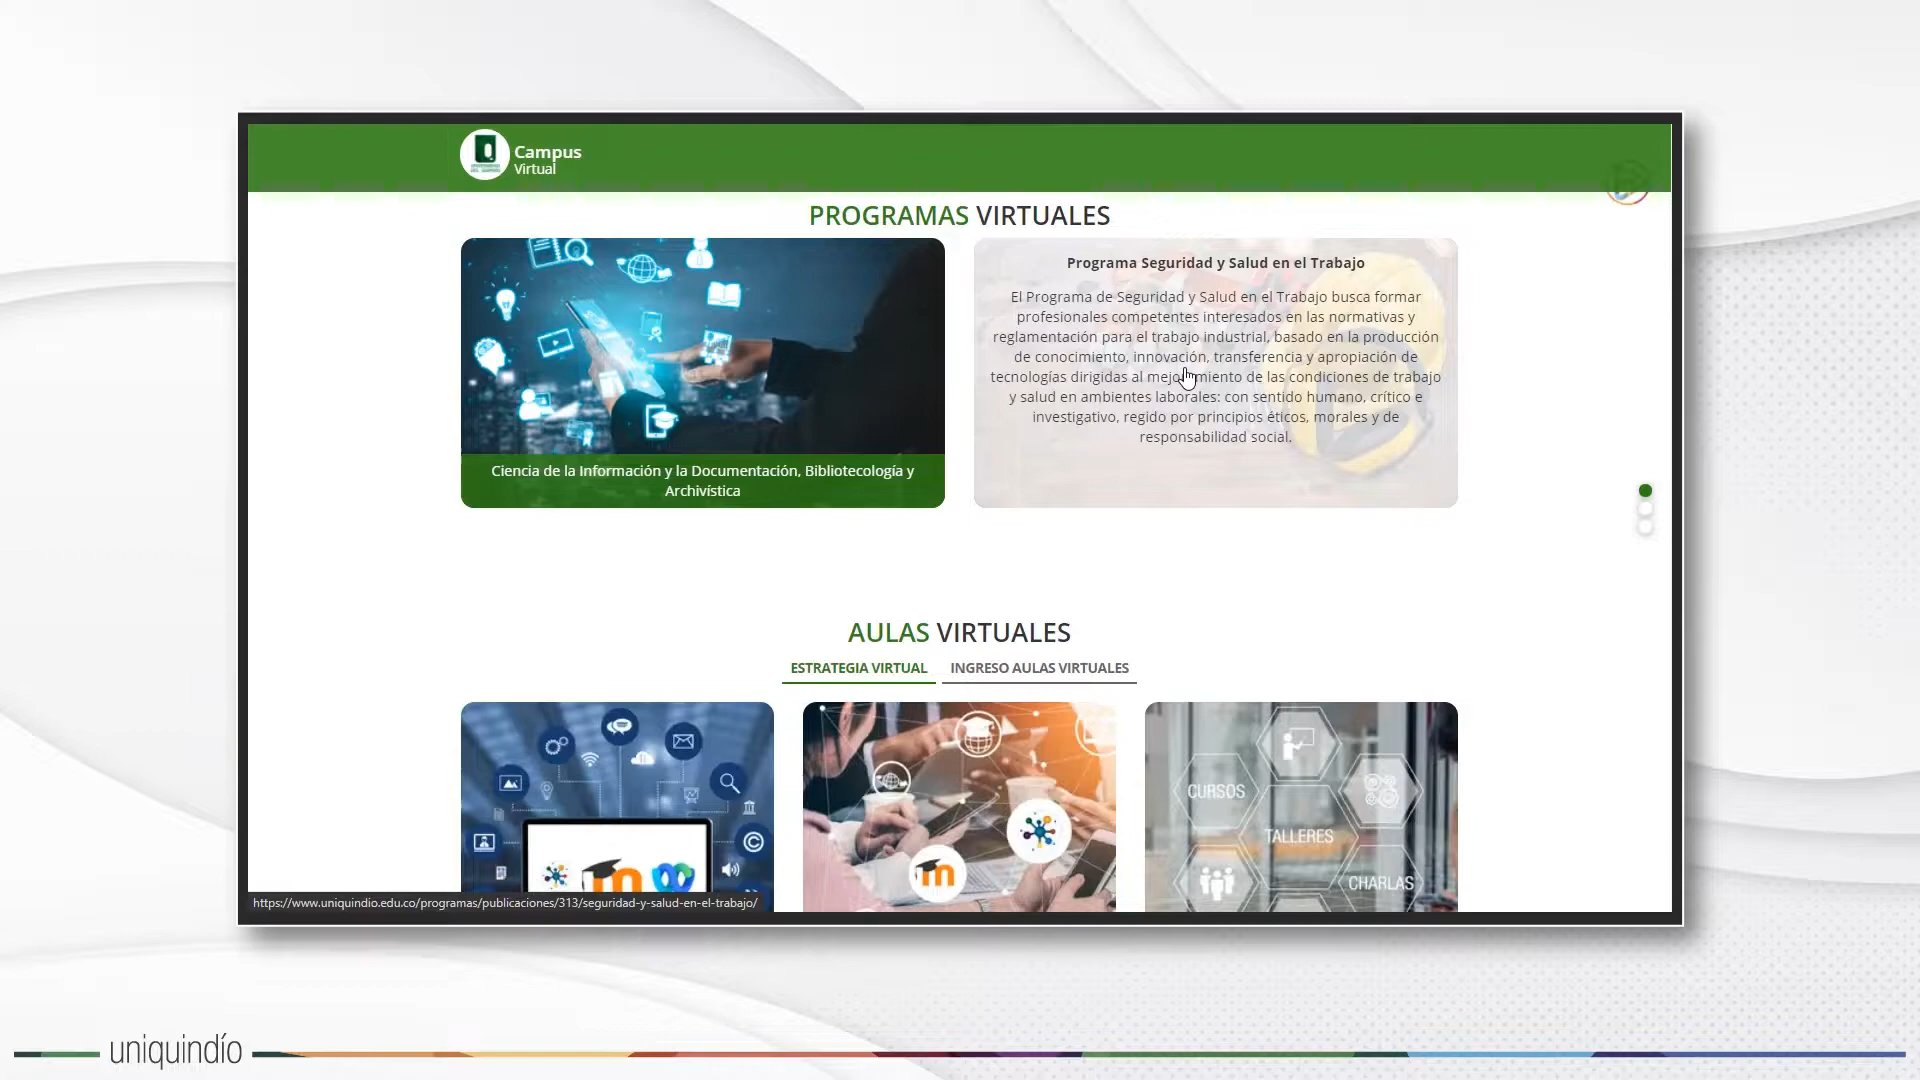 Campus
Virtual
PROGRAMAS VIRTUALES
Programa Seguridad y Salud en el Trabajo
El Programa de Seguridad y Salud en el Trabajo busca formar
profesionales competentes interesados en las normativas y
reglamentación para el trabajo industrial, basado en la producción
de conocimiento, innovación, transferencia y apropiación de
tecnologías dirigidas al mejoramiento de las condiciones de trabajo
y salud en ambientes laborales: con sentido humano, crítico e
investigativo, regido por principios éticos, morales y de
responsabilidad social.
Ciencia de la Información y la Documentación, Bibliotecología y
Archivística
AULAS VIRTUALES
ESTRATEGIA VIRTUAL INGRESO AULAS VIRTUALES
CURSOS
TALLERES
CHARLAS
https://www.uniquindio.edu.co/programas/publicaciones/313/seguridad-y-salud-en-el-trabajo/
uniquindío